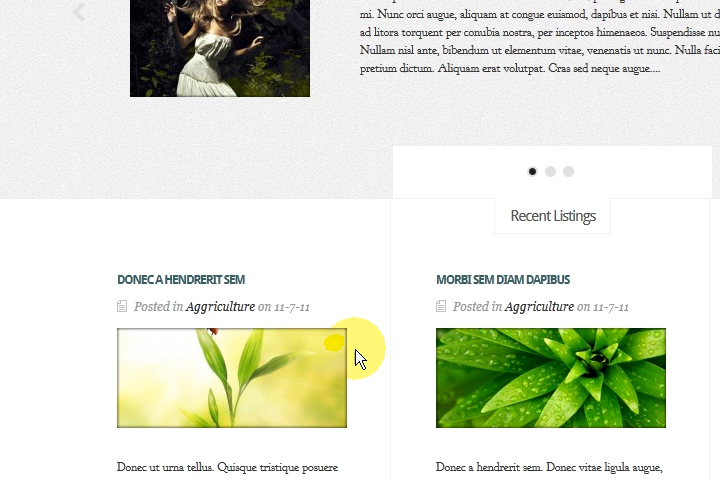 mi. Nunc orci augue, aliquam at congue euismod, dapibus et nisi. Nullam ut d
ad litora torquent per conubia nostra, per inceptos himenaeos. Suspendisse nu
Nullam nil ante, bibendum ut elementum vitae, venenatis ut nunc. Nulla faci
pretium dictum. Aliquam erat volutpat. Cras sed neque augue....
Recent Listings
DONEC A HENDRERIT SEM
Posted in Aggriculture on 11-7-11
Donec ut urna tellus. Quisque tristique posuere
MORBI SEM DIAM DAPIBUS
Posted in Aggriculture on 11-7-11
Donec a hendrerit sem. Donec vitae ligula augue,